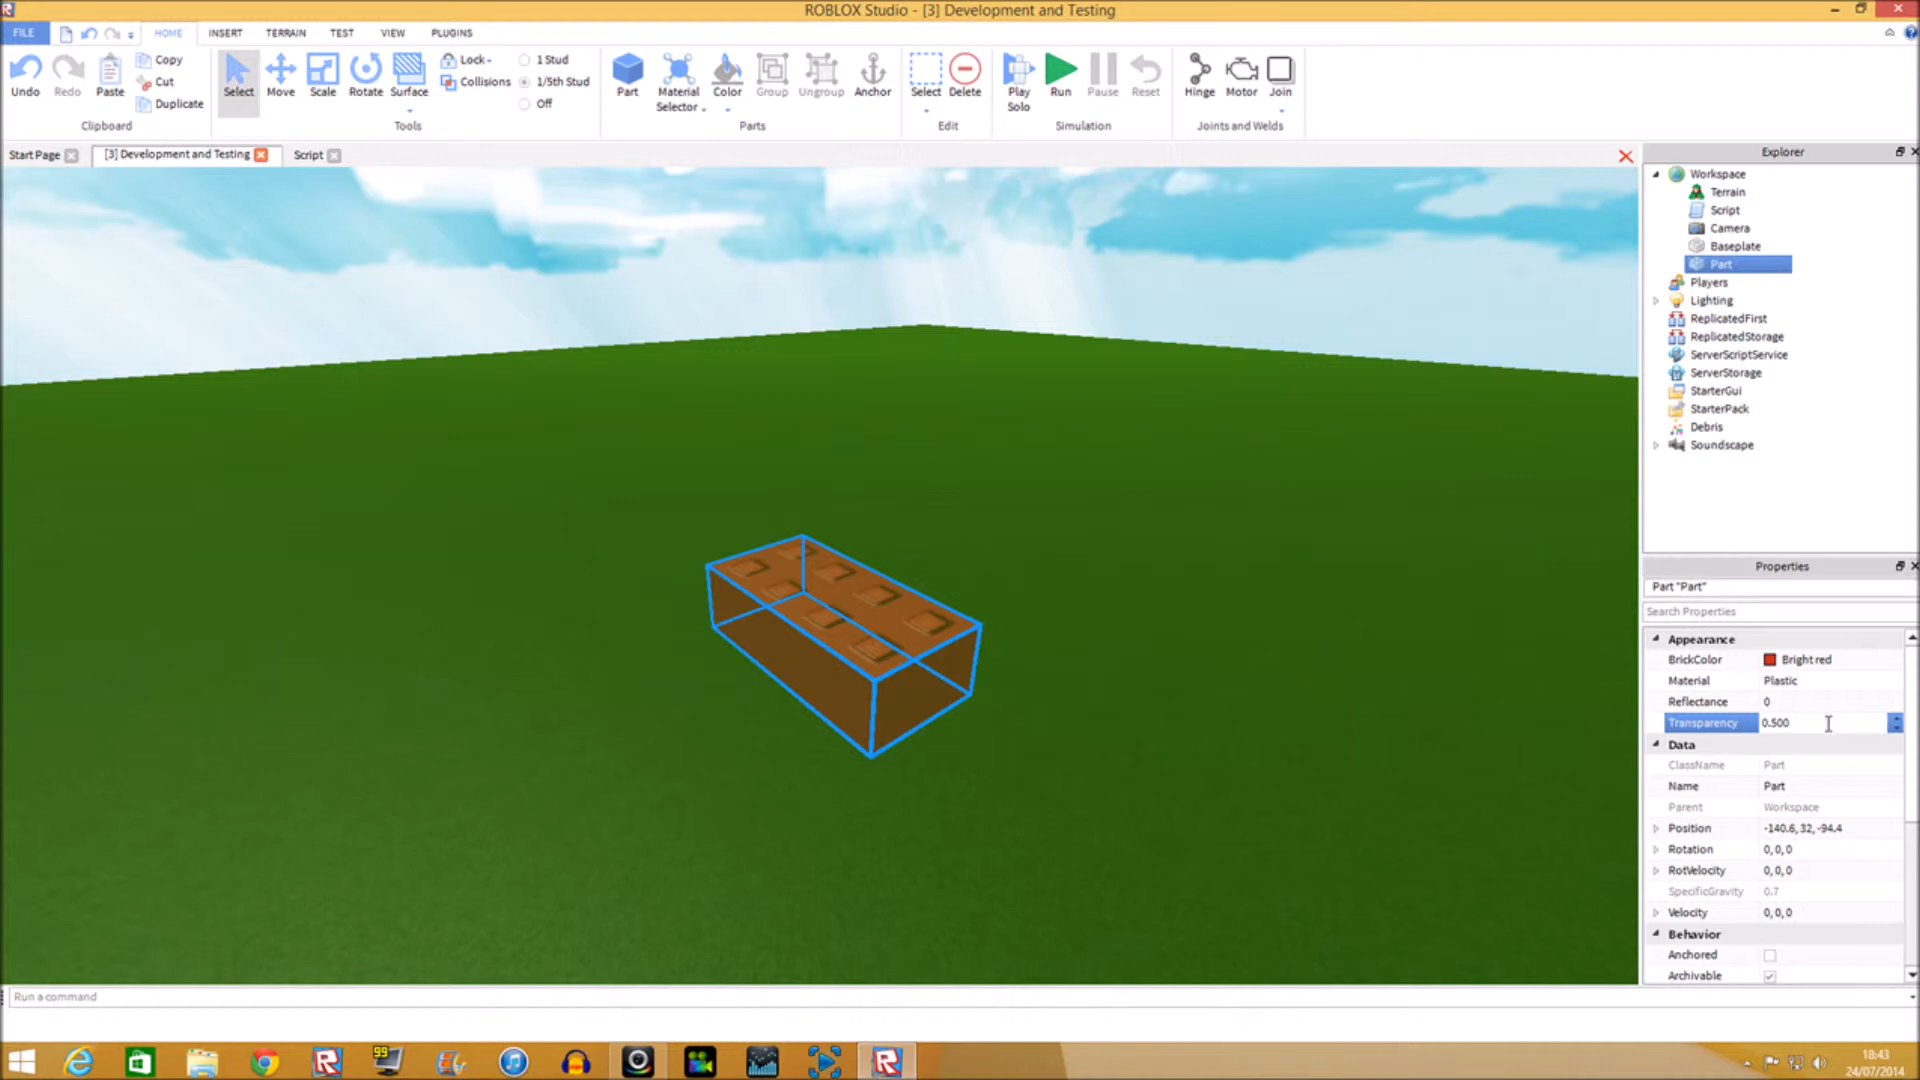 ROBLOX Studio - [3] Development and Testing
FILE HOME INSERT TERRAIN TEST VIEW PLUGINS
Undo Redo Paste Copy Cut Duplicate
Clipboard
Select Move Scale Rotate Surface Lock Collisions 1 Stud 1/5th Stud Off
Tools
Part Material Selector Color Group Ungroup Anchor
Parts
Select Delete
Edit
Play Solo Run Pause Reset
Simulation
Hinge Motor Join
Joints and Welds
Start Page [3] Development and Testing Script
Explorer
Workspace
Terrain
Script
Camera
Baseplate
Part
Players
Lighting
ReplicatedFirst
ReplicatedStorage
ServerScriptService
ServerStorage
StarterGui
StarterPack
Debris
Soundscape
Properties
Part "Part"
Search Properties
Appearance
BrickColor Bright red
Material Plastic
Reflectance 0
Transparency 0.500
Data
ClassName Part
Name Part
Parent Workspace
Position -140.6, 32, -94.4
Rotation 0, 0, 0
RotVelocity 0, 0, 0
SpecificGravity 0.7
Velocity 0, 0, 0
Behavior
Anchored
Archivable
Run a command
99
18:43
24/07/2014